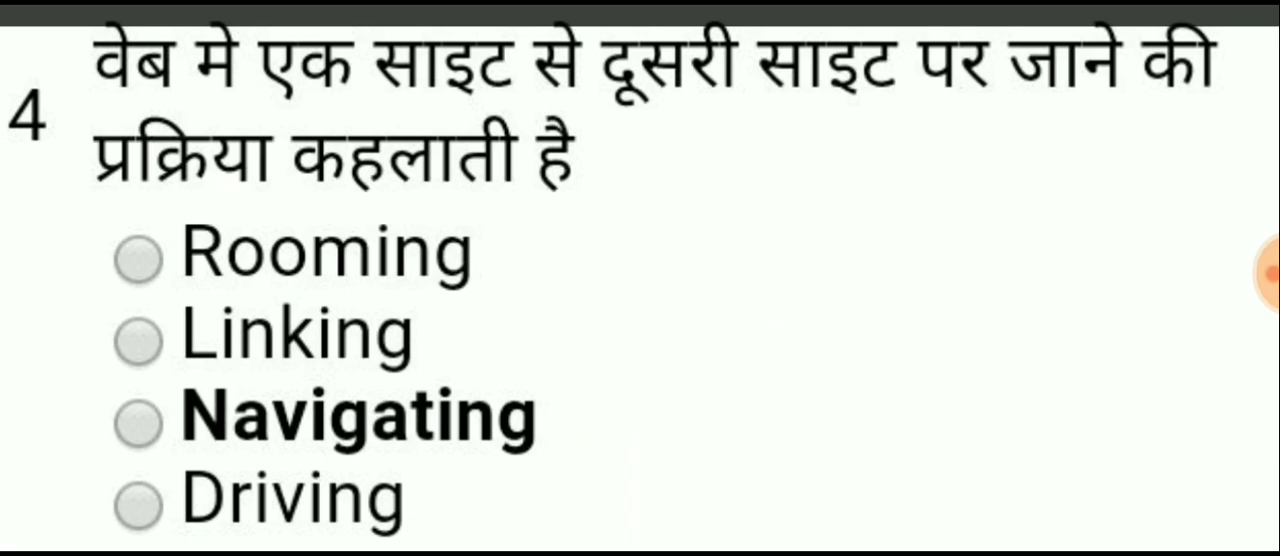 वेब मे एक साइट से दूसरी साइट पर जाने की
4
प्रक्रिया कहलाती है
Rooming
Linking
Navigating
Driving